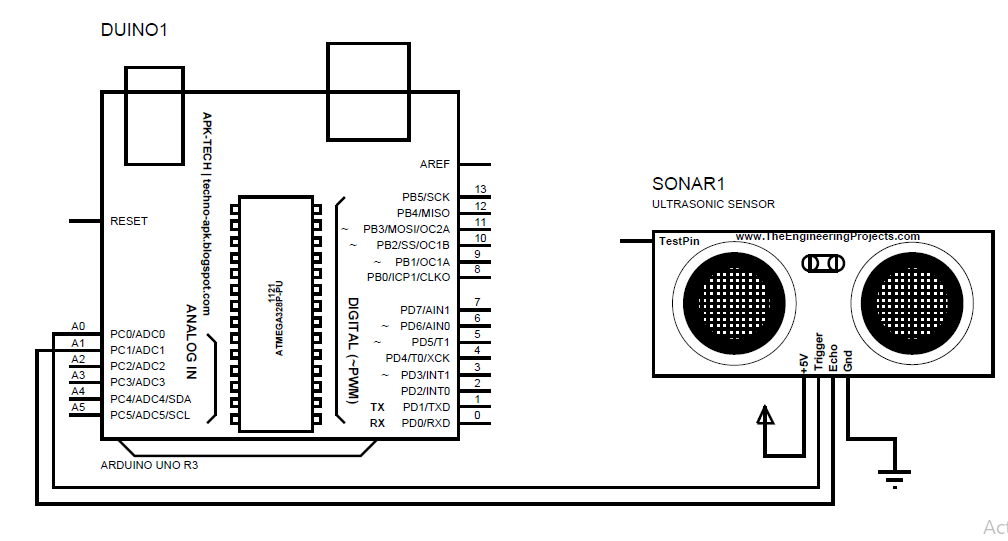 DUINO1
APK-TECH | techno-apk.blogspot.com
AREF
RESET
PB5/SCK 13
PB4/MISO 12
~ PB3/MOSI/OC2A 11
~ PB2/SS/OC1B 10
~ PB1/OC1A 9
PB0/ICP1/CLKO 8
PD7/AIN1 7
~ PD6/AIN0 6
~ PD5/T1 5
PD4/T0/XCK 4
~ PD3/INT1 3
PD2/INT0 2
TX PD1/TXD 1
RX PD0/RXD 0
DIGITAL (~PWM)
1121
ATMEGA328P-PU
ANALOG IN
A0 PC0/ADC0
A1 PC1/ADC1
A2 PC2/ADC2
A3 PC3/ADC3
A4 PC4/ADC4/SDA
A5 PC5/ADC5/SCL
ARDUINO UNO R3
SONAR1
ULTRASONIC SENSOR
www.TheEngineeringProjects.com
TestPin
+5V
Trigger
Echo
Gnd